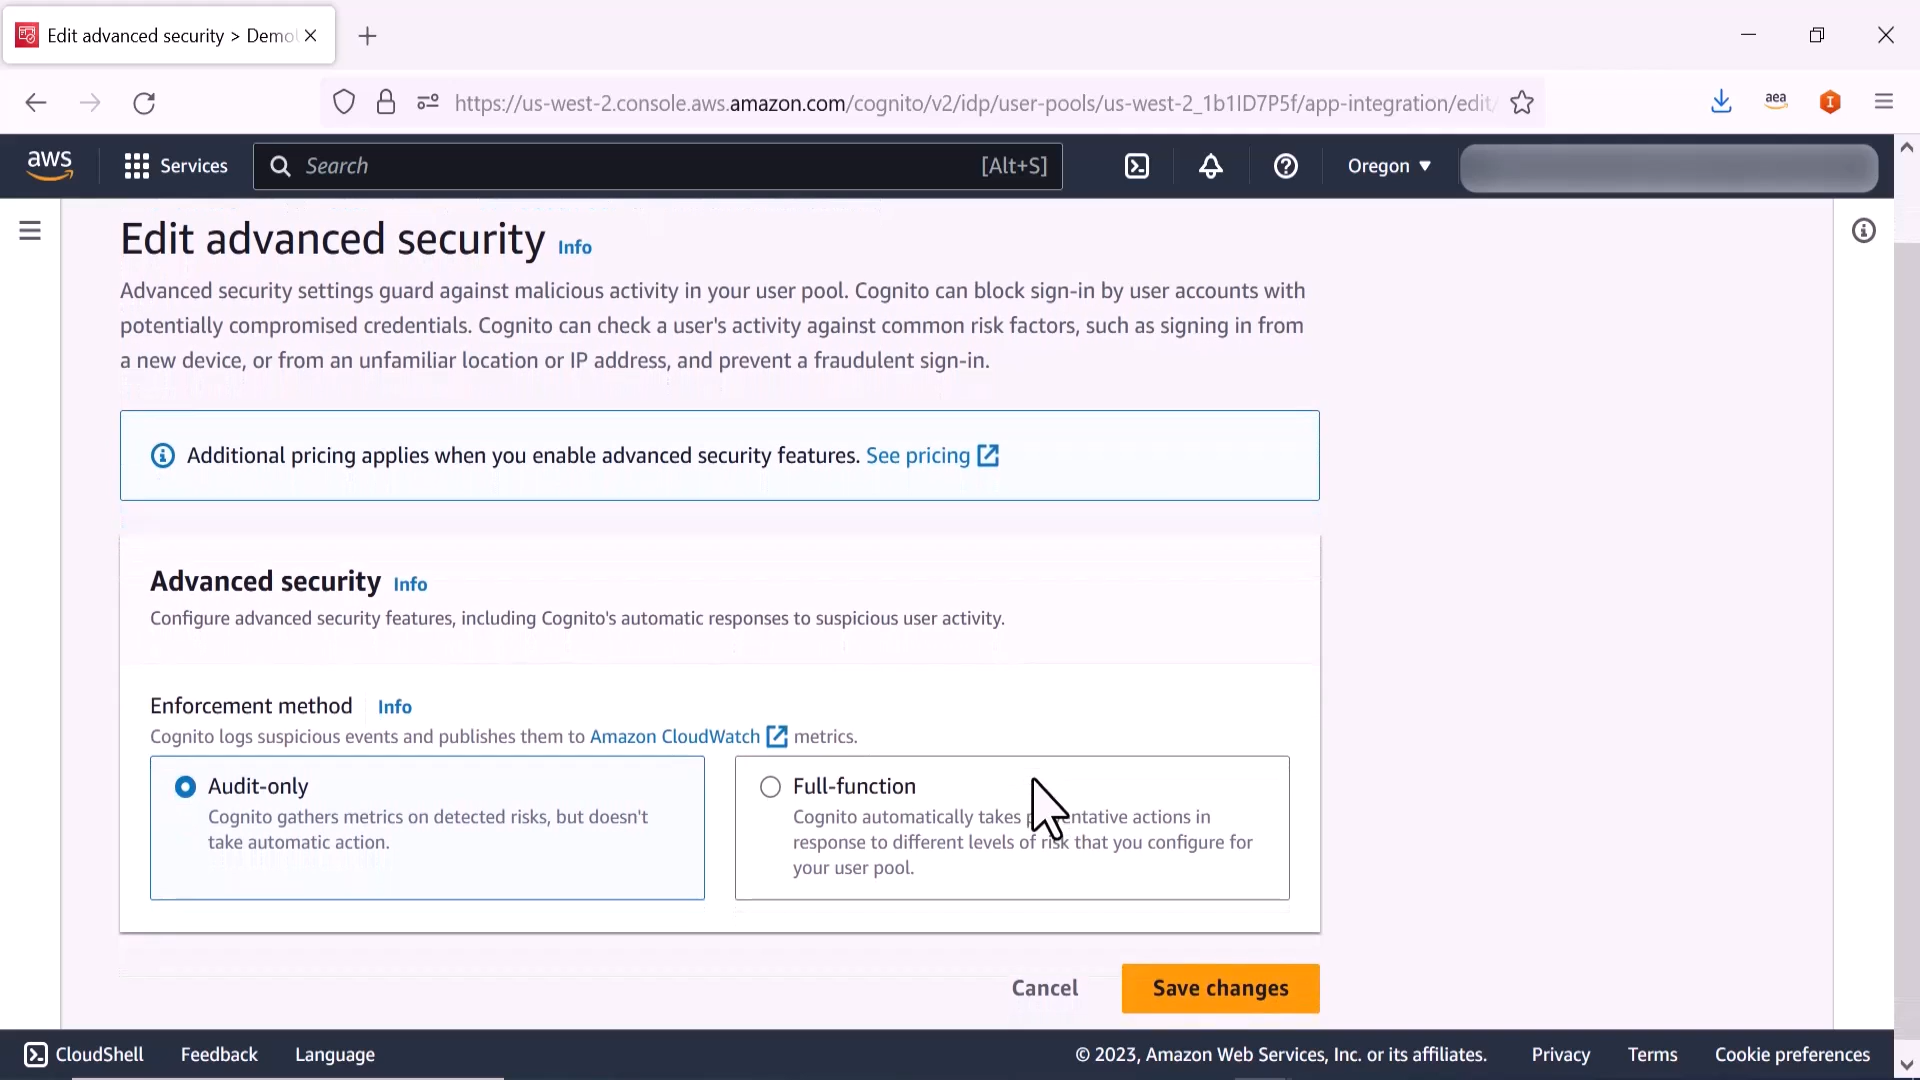 Edit advanced security > Demo
https://us-west-2.console.aws.amazon.com/cognito/v2/idp/user-pools/us-west-2_1b1ID7P5f/app-integration/edit/
aea
aws
Services
Search
[Alt+S]
Oregon
Edit advanced security Info
Advanced security settings guard against malicious activity in your user pool. Cognito can block sign-in by user accounts with
potentially compromised credentials. Cognito can check a user's activity against common risk factors, such as signing in from
a new device, or from an unfamiliar location or IP address, and prevent a fraudulent sign-in.
Additional pricing applies when you enable advanced security features. See pricing
Advanced security Info
Configure advanced security features, including Cognito's automatic responses to suspicious user activity.
Enforcement method Info
Cognito logs suspicious events and publishes them to Amazon CloudWatch metrics.
Audit-only
Cognito gathers metrics on detected risks, but doesn't
take automatic action.
Full-function
Cognito automatically takes actions in
response to different levels of risk that you configure for
your user pool.
Cancel
Save changes
CloudShell
Feedback
Language
© 2023, Amazon Web Services, Inc. or its affiliates.
Privacy
Terms
Cookie preferences